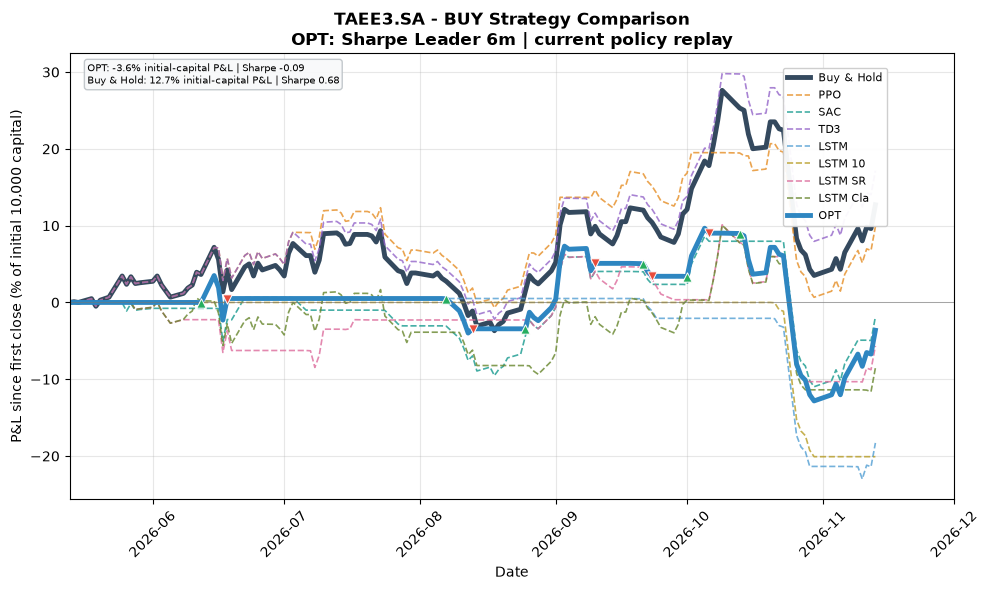 TAEE3.SA - BUY Strategy Comparison
OPT: Sharpe Leader 6m | current policy replay
OPT: -3.6% initial-capital P&L | Sharpe -0.09
Buy & Hold: 12.7% initial-capital P&L | Sharpe 0.68
Buy & Hold
PPO
SAC
TD3
LSTM
LSTM 10
LSTM SR
LSTM Cla
OPT
P&L since first close (% of initial 10,000 capital)
30
20
10
0
−10
−20
2026-06
2026-07
2026-08
2026-09
2026-10
2026-11
2026-12
Date